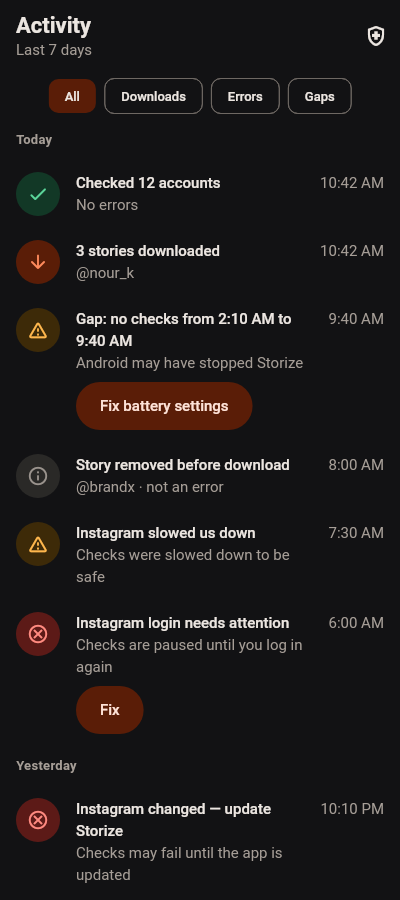 Activity
Last 7 days
All
Downloads
Errors
Gaps
Today
Checked 12 accounts
10:42 AM
No errors
3 stories downloaded
10:42 AM
@nour_k
Gap: no checks from 2:10 AM to
9:40 AM
9:40 AM
Android may have stopped Storize
Fix battery settings
Story removed before download
8:00 AM
@brandx · not an error
Instagram slowed us down
7:30 AM
Checks were slowed down to be
safe
Instagram login needs attention
6:00 AM
Checks are paused until you log in
again
Fix
Yesterday
Instagram changed — update
10:10 PM
Storize
Checks may fail until the app is
updated